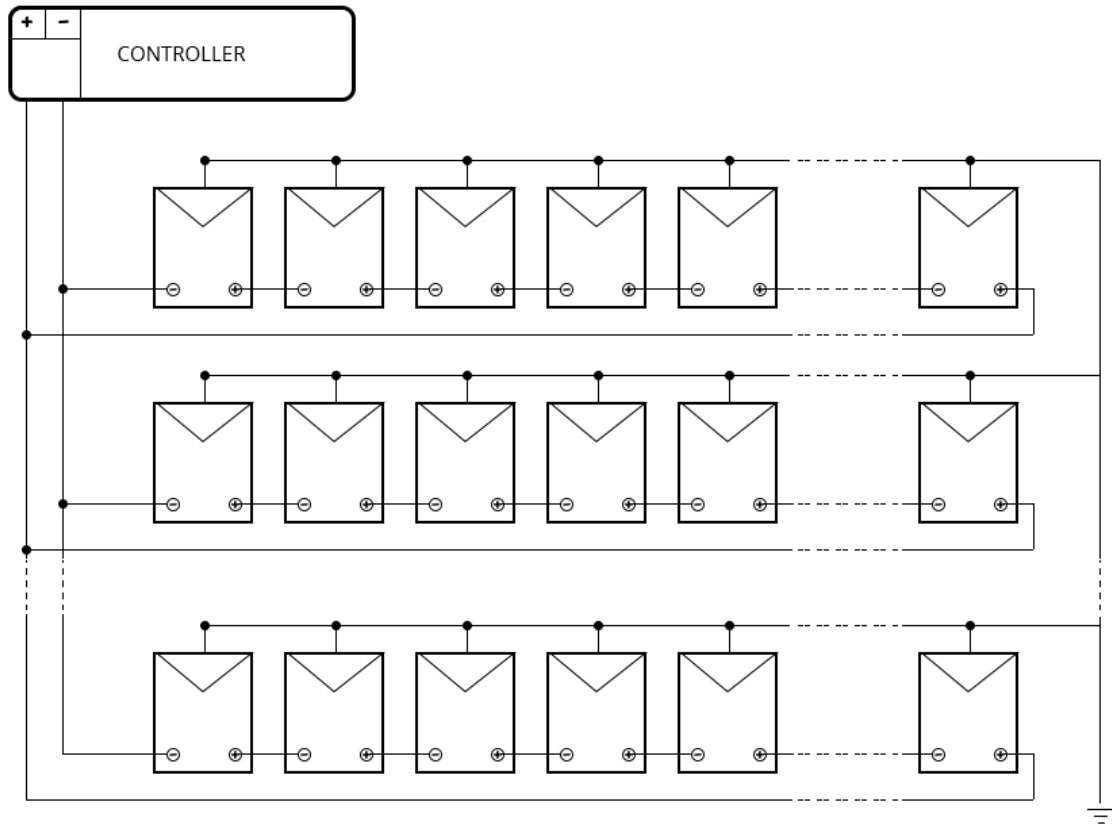 + −
CONTROLLER
− + − + − + − + − + − +
− + − + − + − + − + − +
− + − + − + − + − + − +